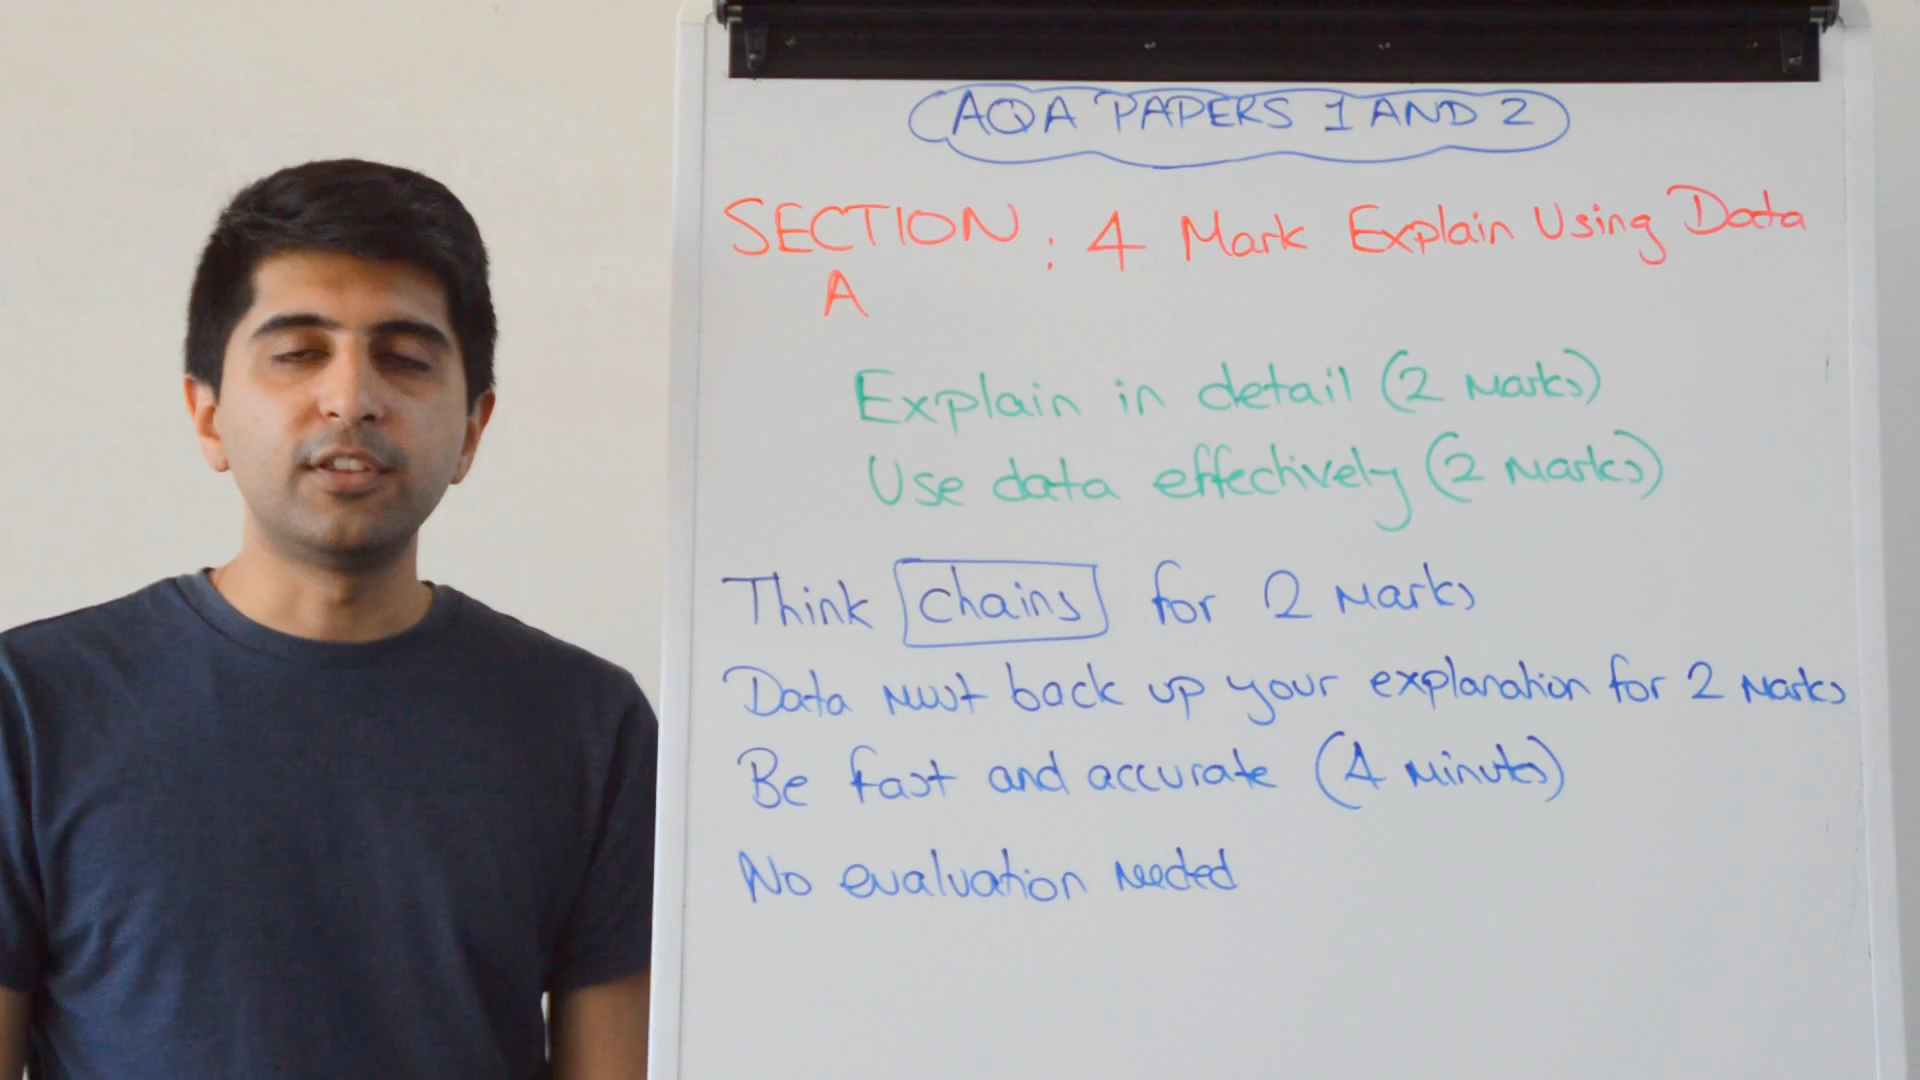 AQA PAPERS 1 AND 2
SECTION : 4 Mark Explain Using Data
A
Explain in detail (2 Marks)
Use data effectively (2 Marks)
Think chains for 2 Marks
Data must back up your explanation for 2 Marks
Be fast and accurate (4 minutes)
No evaluation needed